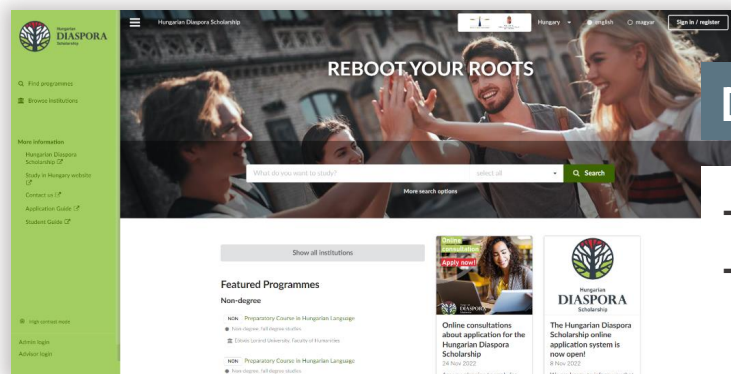 Hungarian
DIASPORA
Scholarship
Find programmes
Browse institutions
More information
Hungarian Diaspora
Scholarship
Study in Hungary website
Contact us
Application Guide
Student Guide
High contrast mode
Admin login
Advisor login
Hungarian Diaspora Scholarship
Hungary
english
magyar
Sign in / register
REBOOT YOUR ROOTS
What do you want to study?
select all
Search
More search options
Show all institutions
Featured Programmes
Non-degree
NON Preparatory Course in Hungarian Language
Non-degree, full degree studies
Eötvös Loránd University, Faculty of Humanities
NON Preparatory Course in Hungarian Language
Non-degree, full degree studies
Online
consultation
Apply now!
DIASPORA
Online consultations
about application for the
Hungarian Diaspora
Scholarship
24 Nov 2022
Hungarian
DIASPORA
Scholarship
The Hungarian Diaspora
Scholarship online
application system is
now open!
8 Nov 2022